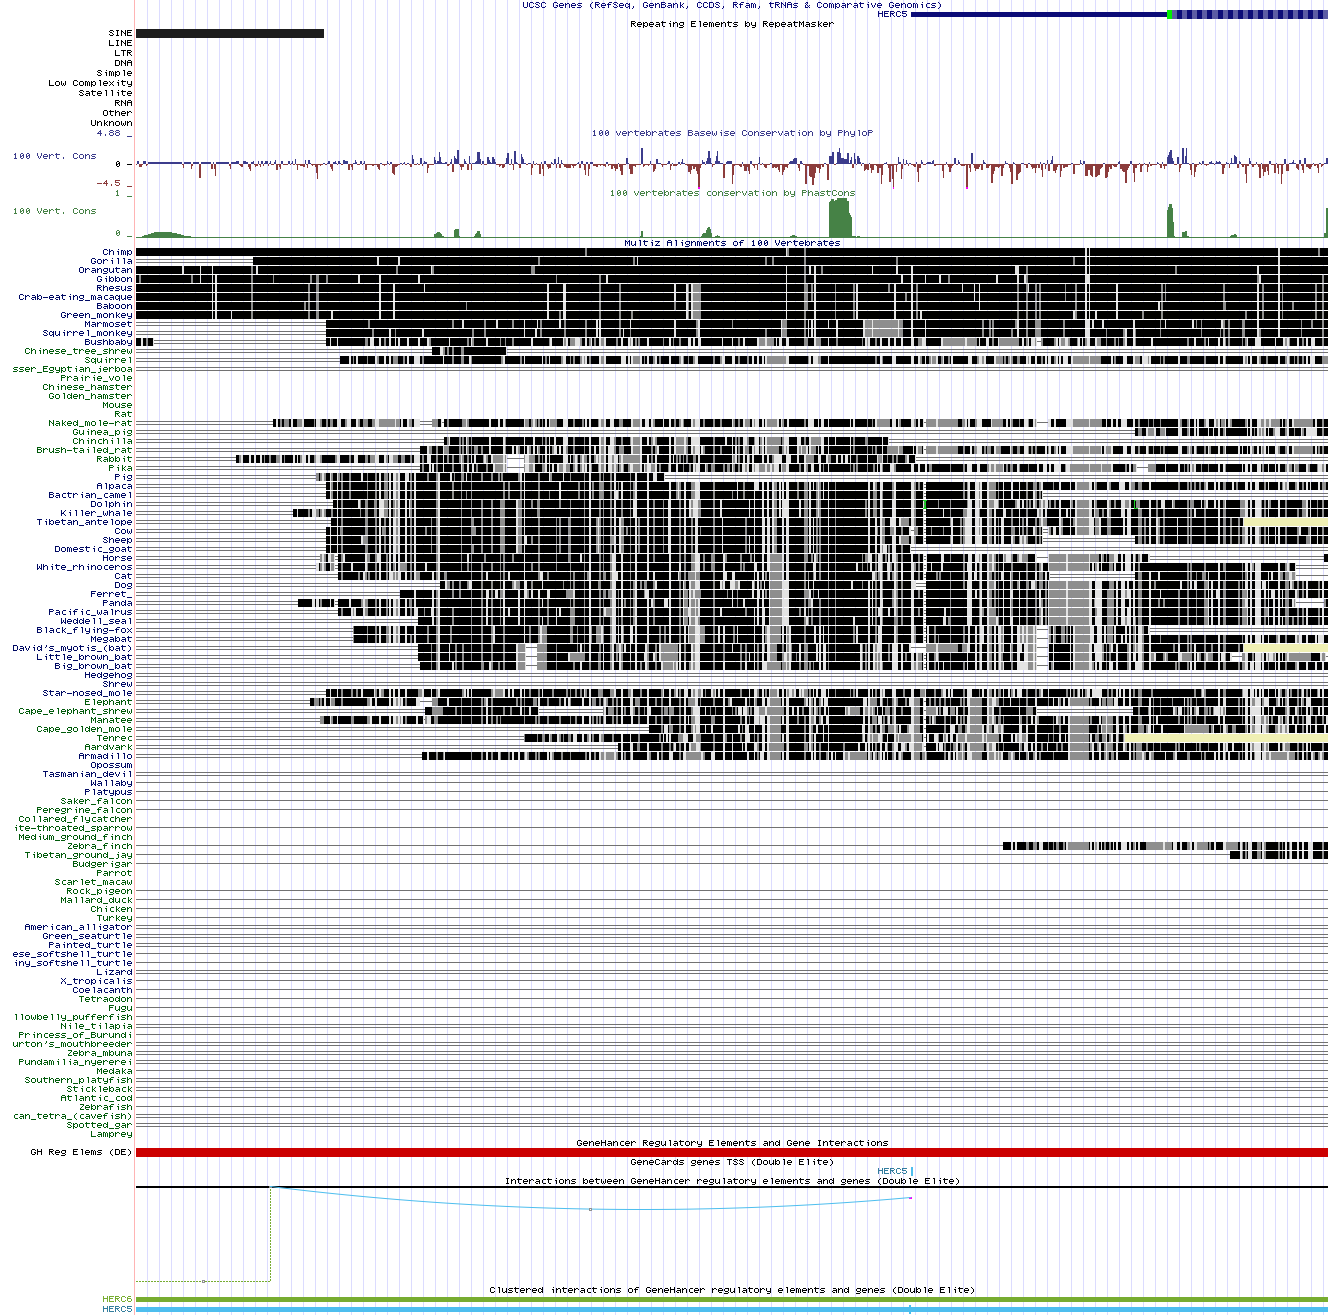 UCSC Genes (RefSeq, GenBank, CCDS, Rfam, tRNAs & Comparative Genomics)
HERC5
Repeating Elements by RepeatMasker
SINE
LINE
LTR
DNA
Simple
Low Complexity
Satellite
RNA
Other
Unknown
4.88 _
100 vertebrates Basewise Conservation by PhyloP
100 Vert. Cons
0 _
-4.5 _
100 vertebrates conservation by PhastCons
1 _
100 Vert. Cons
0 _
Multiz Alignments of 100 Vertebrates
Chimp
Gorilla
Orangutan
Gibbon
Rhesus
Crab-eating_macaque
Baboon
Green_monkey
Marmoset
Squirrel_monkey
Bushbaby
Chinese_tree_shrew
Squirrel
sser_Egyptian_jerboa
Prairie_vole
Chinese_hamster
Golden_hamster
Mouse
Rat
Naked_mole-rat
Guinea_pig
Chinchilla
Brush-tailed_rat
Rabbit
Pika
Pig
Alpaca
Bactrian_camel
Dolphin
Killer_whale
Tibetan_antelope
Cow
Sheep
Domestic_goat
Horse
White_rhinoceros
Cat
Dog
Ferret_
Panda
Pacific_walrus
Weddell_seal
Black_flying-fox
Megabat
David's_myotis_(bat)
Little_brown_bat
Big_brown_bat
Hedgehog
Shrew
Star-nosed_mole
Elephant
Cape_elephant_shrew
Manatee
Cape_golden_mole
Tenrec
Aardvark
Armadillo
Opossum
Tasmanian_devil
Wallaby
Platypus
Saker_falcon
Peregrine_falcon
Collared_flycatcher
ite-throated_sparrow
Medium_ground_finch
Zebra_finch
Tibetan_ground_jay
Budgerigar
Parrot
Scarlet_macaw
Rock_pigeon
Mallard_duck
Chicken
Turkey
American_alligator
Green_seaturtle
Painted_turtle
ese_softshell_turtle
iny_softshell_turtle
Lizard
X_tropicalis
Coelacanth
Tetraodon
Fugu
llowbelly_pufferfish
Nile_tilapia
Princess_of_Burundi
urton's_mouthbreeder
Zebra_mbuna
Pundamilia_nyererei
Medaka
Southern_platyfish
Stickleback
Atlantic_cod
Zebrafish
can_tetra_(cavefish)
Spotted_gar
Lamprey
GeneHancer Regulatory Elements and Gene Interactions
GH Reg Elems (DE)
GeneCards genes TSS (Double Elite)
HERC5
Interactions between GeneHancer regulatory elements and genes (Double Elite)
Clustered interactions of GeneHancer regulatory elements and genes (Double Elite)
HERC6
HERC5